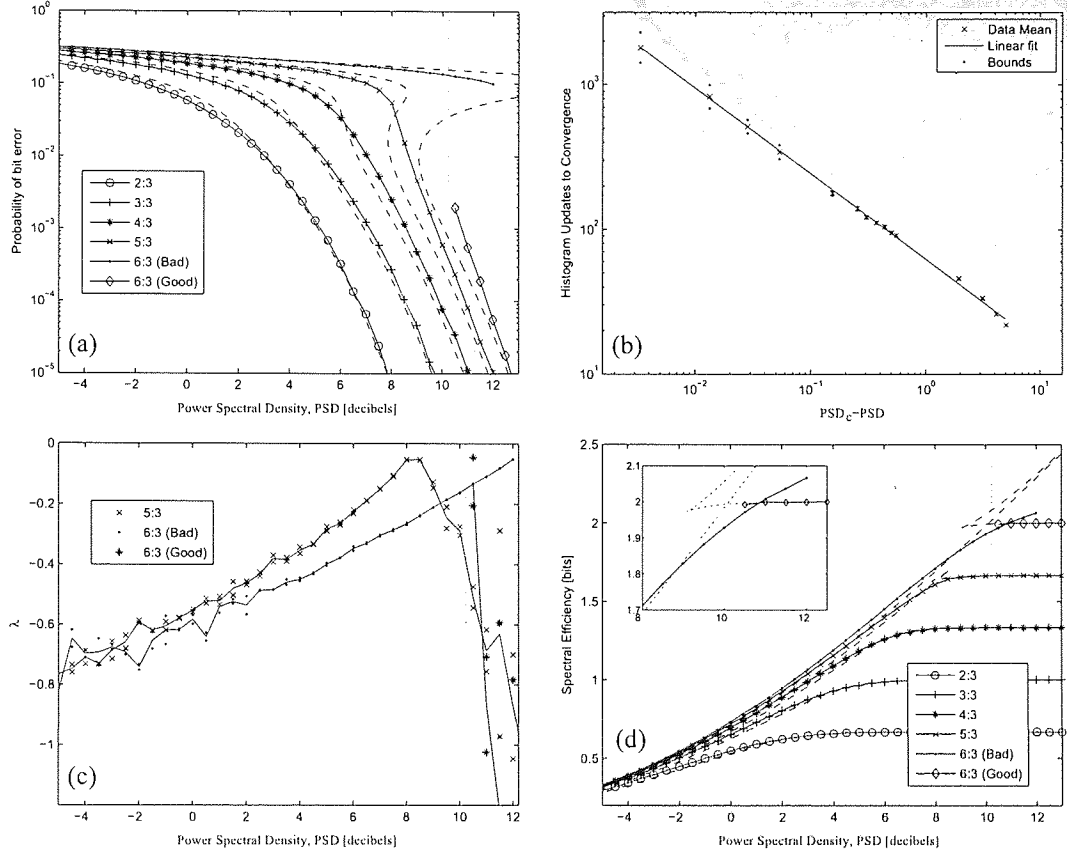 10^0
10^-1
10^-2
10^-3
10^-4
10^-5
Probability of bit error
2:3
3:3
4:3
5:3
6:3 (Bad)
6:3 (Good)
(a)
−4 −2 0 2 4 6 8 10 12
Power Spectral Density, PSD [decibels]
10^3
10^2
10^1
Histogram Updates to Convergence
Data Mean
Linear fit
Bounds
(b)
10^-2 10^-1 10^0 10^1
PSD_c−PSD
0
−0.2
−0.4
−0.6
−0.8
−1
λ
5:3
6:3 (Bad)
6:3 (Good)
(c)
−4 −2 0 2 4 6 8 10 12
Power Spectral Density, PSD [decibels]
2.5
2
1.5
1
0.5
Spectral Efficiency [bits]
2.1
2
1.9
1.8
1.7
8 10 12
2:3
3:3
4:3
5:3
6:3 (Bad)
6:3 (Good)
(d)
−4 −2 0 2 4 6 8 10 12
Power Spectral Density, PSD [decibels]